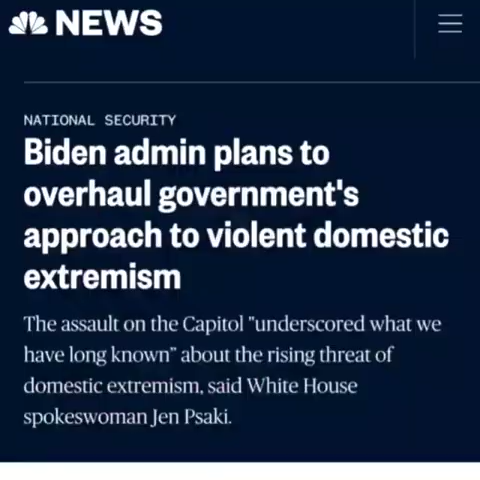 NEWS
NATIONAL SECURITY
Biden admin plans to
overhaul government's
approach to violent domestic
extremism
The assault on the Capitol "underscored what we
have long known" about the rising threat of
domestic extremism, said White House
spokeswoman Jen Psaki.